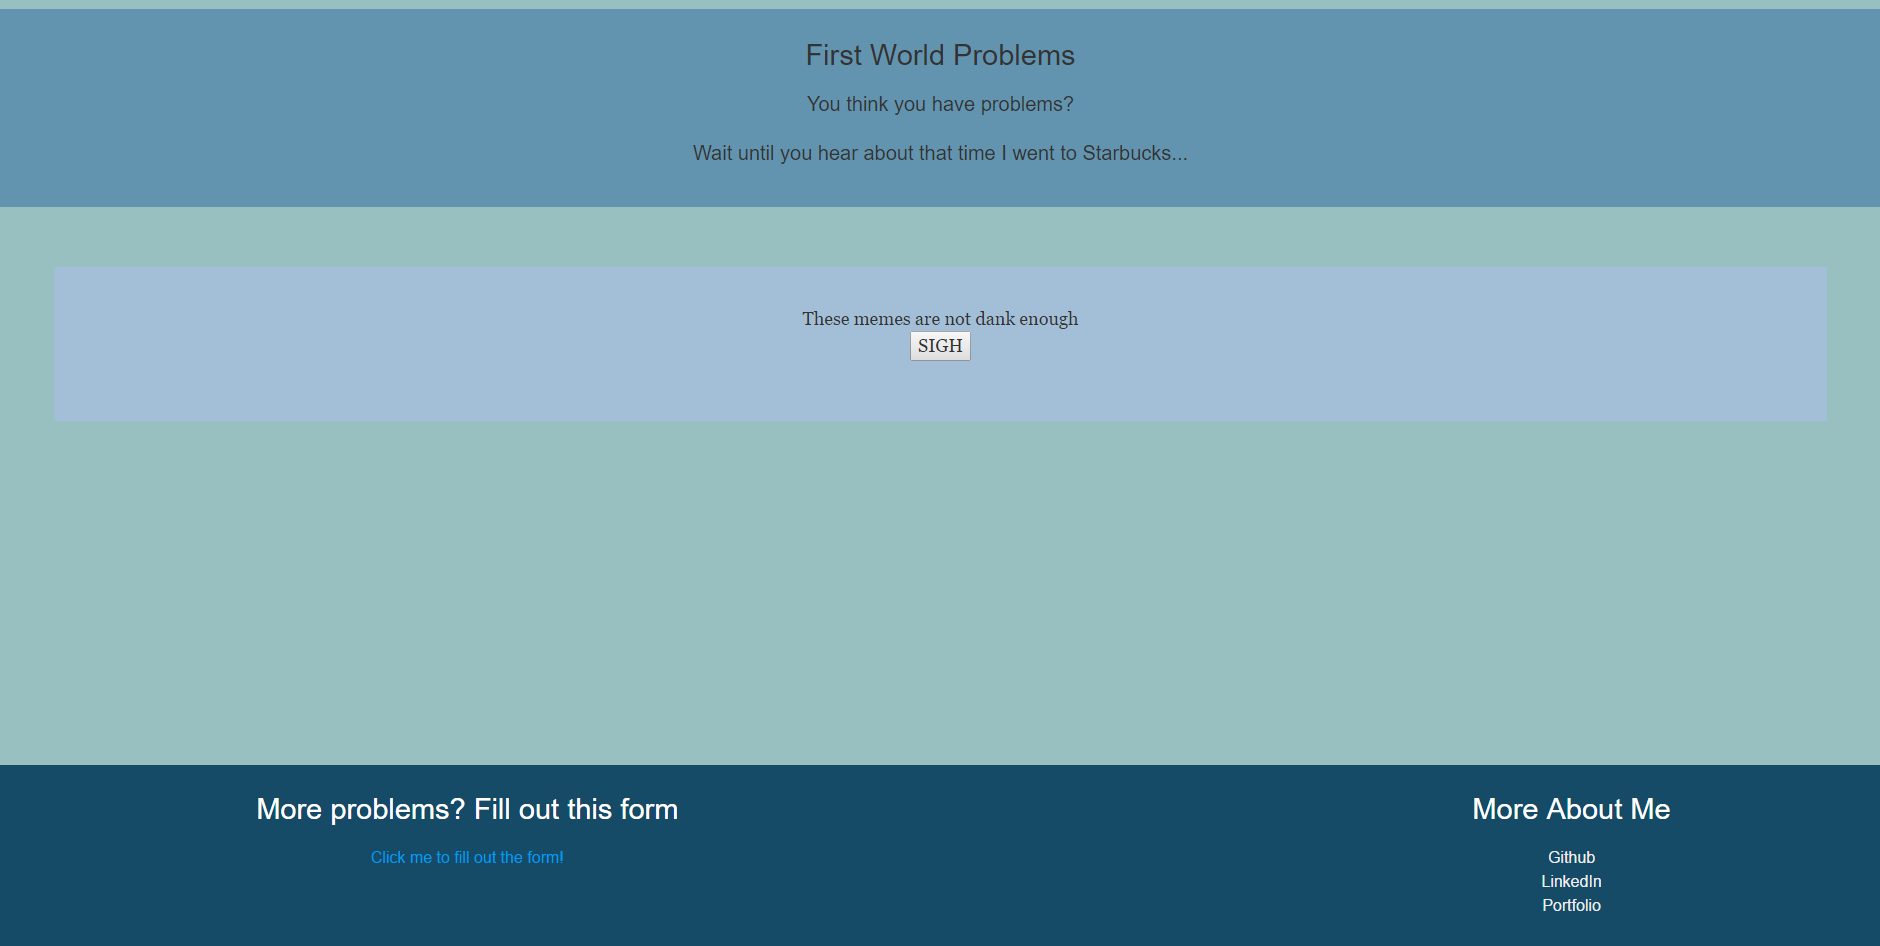 First World Problems
You think you have problems?
Wait until you hear about that time I went to Starbucks...
These memes are not dank enough
SIGH
More problems? Fill out this form
Click me to fill out the form!
More About Me
Github
LinkedIn
Portfolio